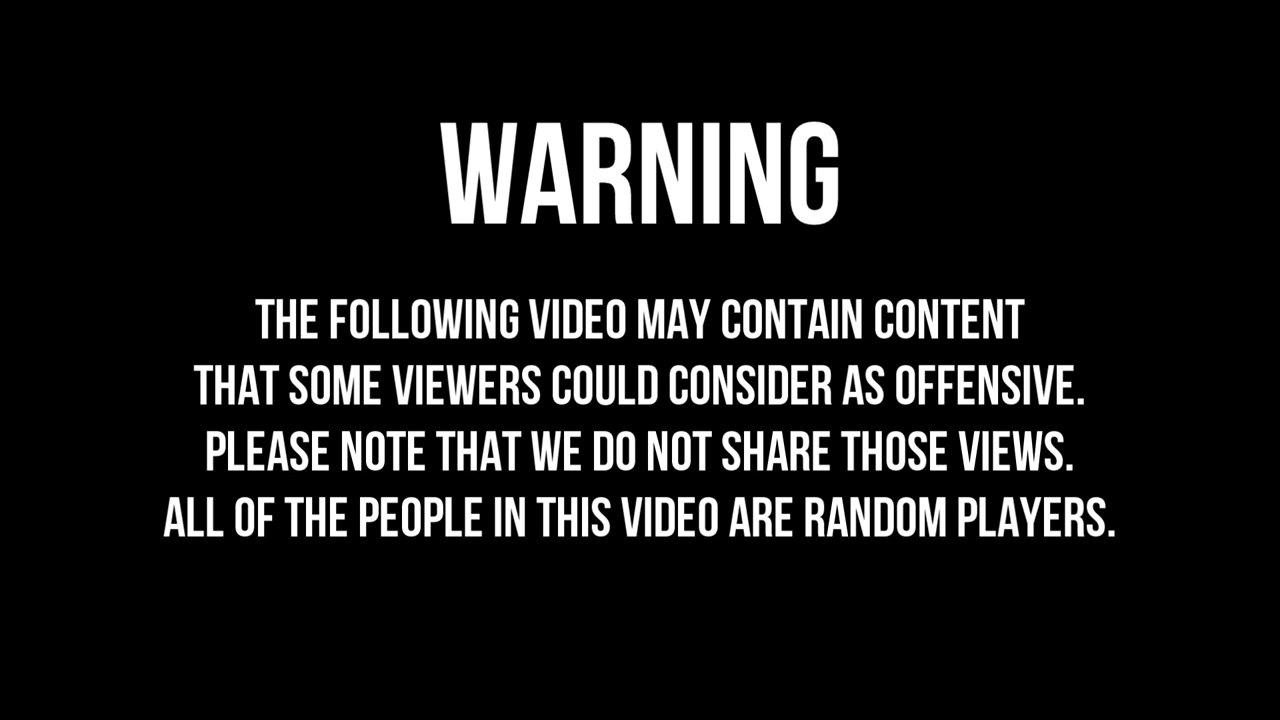 WARNING
THE FOLLOWING VIDEO MAY CONTAIN CONTENT
THAT SOME VIEWERS COULD CONSIDER AS OFFENSIVE.
PLEASE NOTE THAT WE DO NOT SHARE THOSE VIEWS.
ALL OF THE PEOPLE IN THIS VIDEO ARE RANDOM PLAYERS.